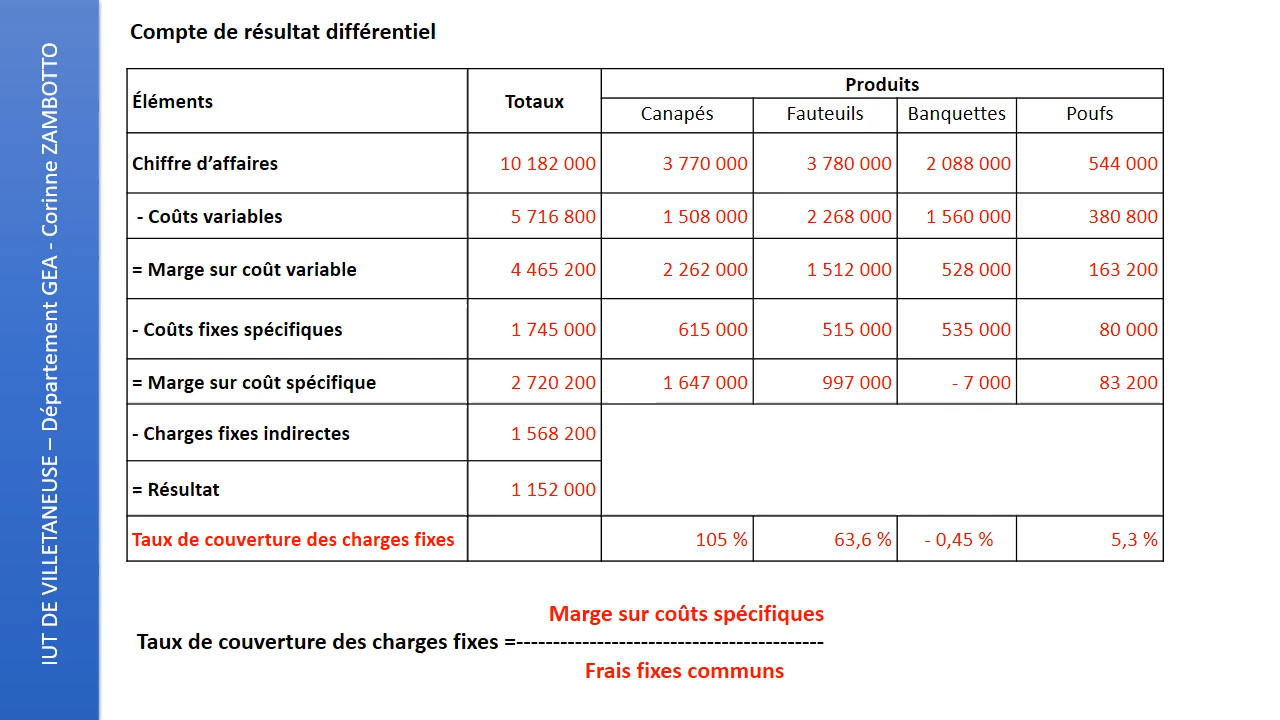 IUT DE VILLETANEUSE – Département GEA - Corinne ZAMBOTTO
Compte de résultat différentiel
Éléments Totaux Produits
Canapés Fauteuils Banquettes Poufs
Chiffre d’affaires 10 182 000 3 770 000 3 780 000 2 088 000 544 000
- Coûts variables 5 716 800 1 508 000 2 268 000 1 560 000 380 800
= Marge sur coût variable 4 465 200 2 262 000 1 512 000 528 000 163 200
- Coûts fixes spécifiques 1 745 000 615 000 515 000 535 000 80 000
= Marge sur coût spécifique 2 720 200 1 647 000 997 000 - 7 000 83 200
- Charges fixes indirectes 1 568 200
= Résultat 1 152 000
Taux de couverture des charges fixes 105 % 63,6 % - 0,45 % 5,3 %
Marge sur coûts spécifiques
Taux de couverture des charges fixes =------------------------------------------
Frais fixes communs